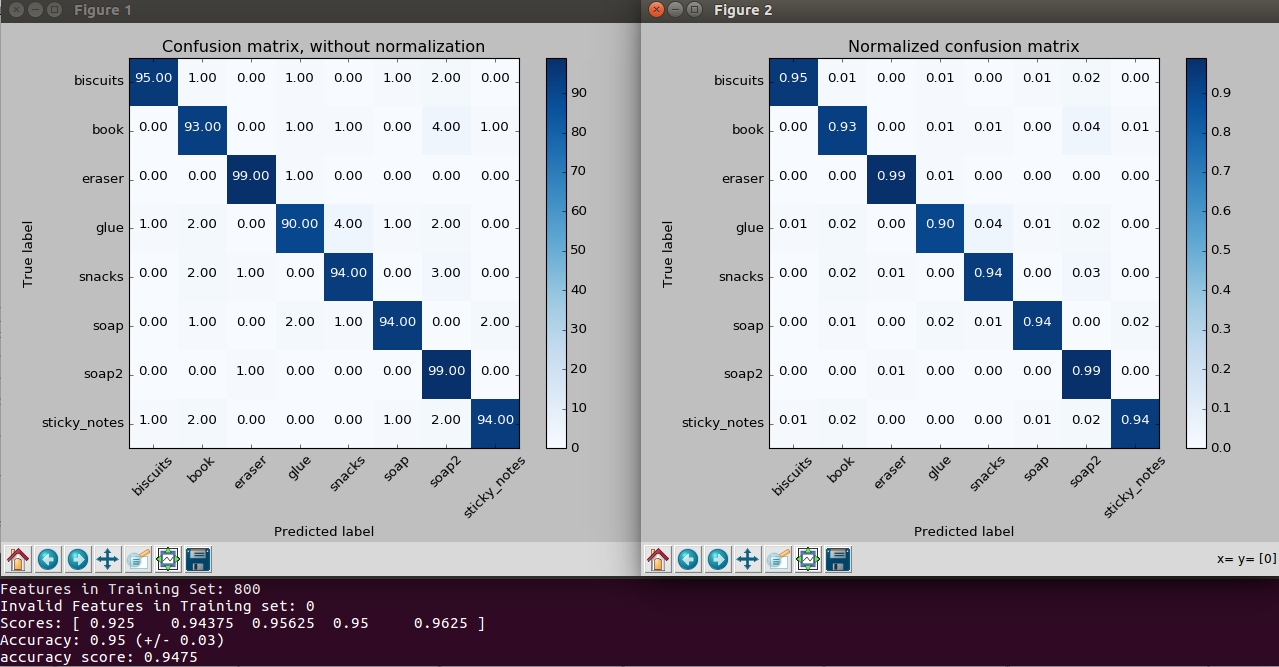 Figure 1
Confusion matrix, without normalization
biscuits 95.00 1.00 0.00 1.00 0.00 1.00 2.00 0.00
book 0.00 93.00 0.00 1.00 1.00 0.00 4.00 1.00
eraser 0.00 0.00 99.00 1.00 0.00 0.00 0.00 0.00
glue 1.00 2.00 0.00 90.00 4.00 1.00 2.00 0.00
snacks 0.00 2.00 1.00 0.00 94.00 0.00 3.00 0.00
soap 0.00 1.00 0.00 2.00 1.00 94.00 0.00 2.00
soap2 0.00 0.00 1.00 0.00 0.00 0.00 99.00 0.00
sticky_notes 1.00 2.00 0.00 0.00 0.00 1.00 2.00 94.00
True label
biscuits book eraser glue snacks soap soap2 sticky_notes
Predicted label
90
80
70
60
50
40
30
20
10
0
Figure 2
Normalized confusion matrix
biscuits 0.95 0.01 0.00 0.01 0.00 0.01 0.02 0.00
book 0.00 0.93 0.00 0.01 0.01 0.00 0.04 0.01
eraser 0.00 0.00 0.99 0.01 0.00 0.00 0.00 0.00
glue 0.01 0.02 0.00 0.90 0.04 0.01 0.02 0.00
snacks 0.00 0.02 0.01 0.00 0.94 0.00 0.03 0.00
soap 0.00 0.01 0.00 0.02 0.01 0.94 0.00 0.02
soap2 0.00 0.00 0.01 0.00 0.00 0.00 0.99 0.00
sticky_notes 0.01 0.02 0.00 0.00 0.00 0.01 0.02 0.94
True label
biscuits book eraser glue snacks soap soap2 sticky_notes
Predicted label
0.9
0.8
0.7
0.6
0.5
0.4
0.3
0.2
0.1
0.0
x= y= [0]
Features in Training Set: 800
Invalid Features in Training set: 0
Scores: [ 0.925 0.94375 0.95625 0.95 0.9625 ]
Accuracy: 0.95 (+/- 0.03)
accuracy score: 0.9475